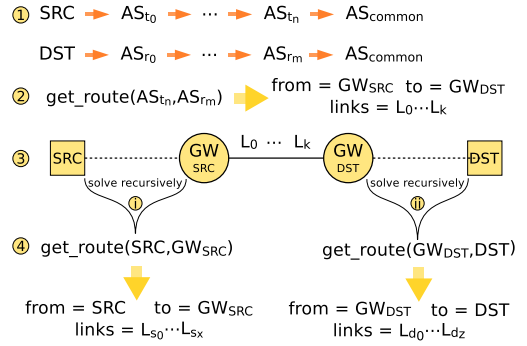 ① SRC AS_t0 ... AS_tn AS_common
DST AS_r0 ... AS_rm AS_common
② get_route(AS_tn,AS_rm) from = GW_SRC to = GW_DST
links = L_0···L_k
③ SRC GW SRC L_0 ··· L_k GW DST DST
solve recursively solve recursively
i ii
④ get_route(SRC,GW_SRC) get_route(GW_DST,DST)
from = SRC to = GW_SRC from = GW_DST to = DST
links = L_s0···L_sx links = L_d0···L_dz